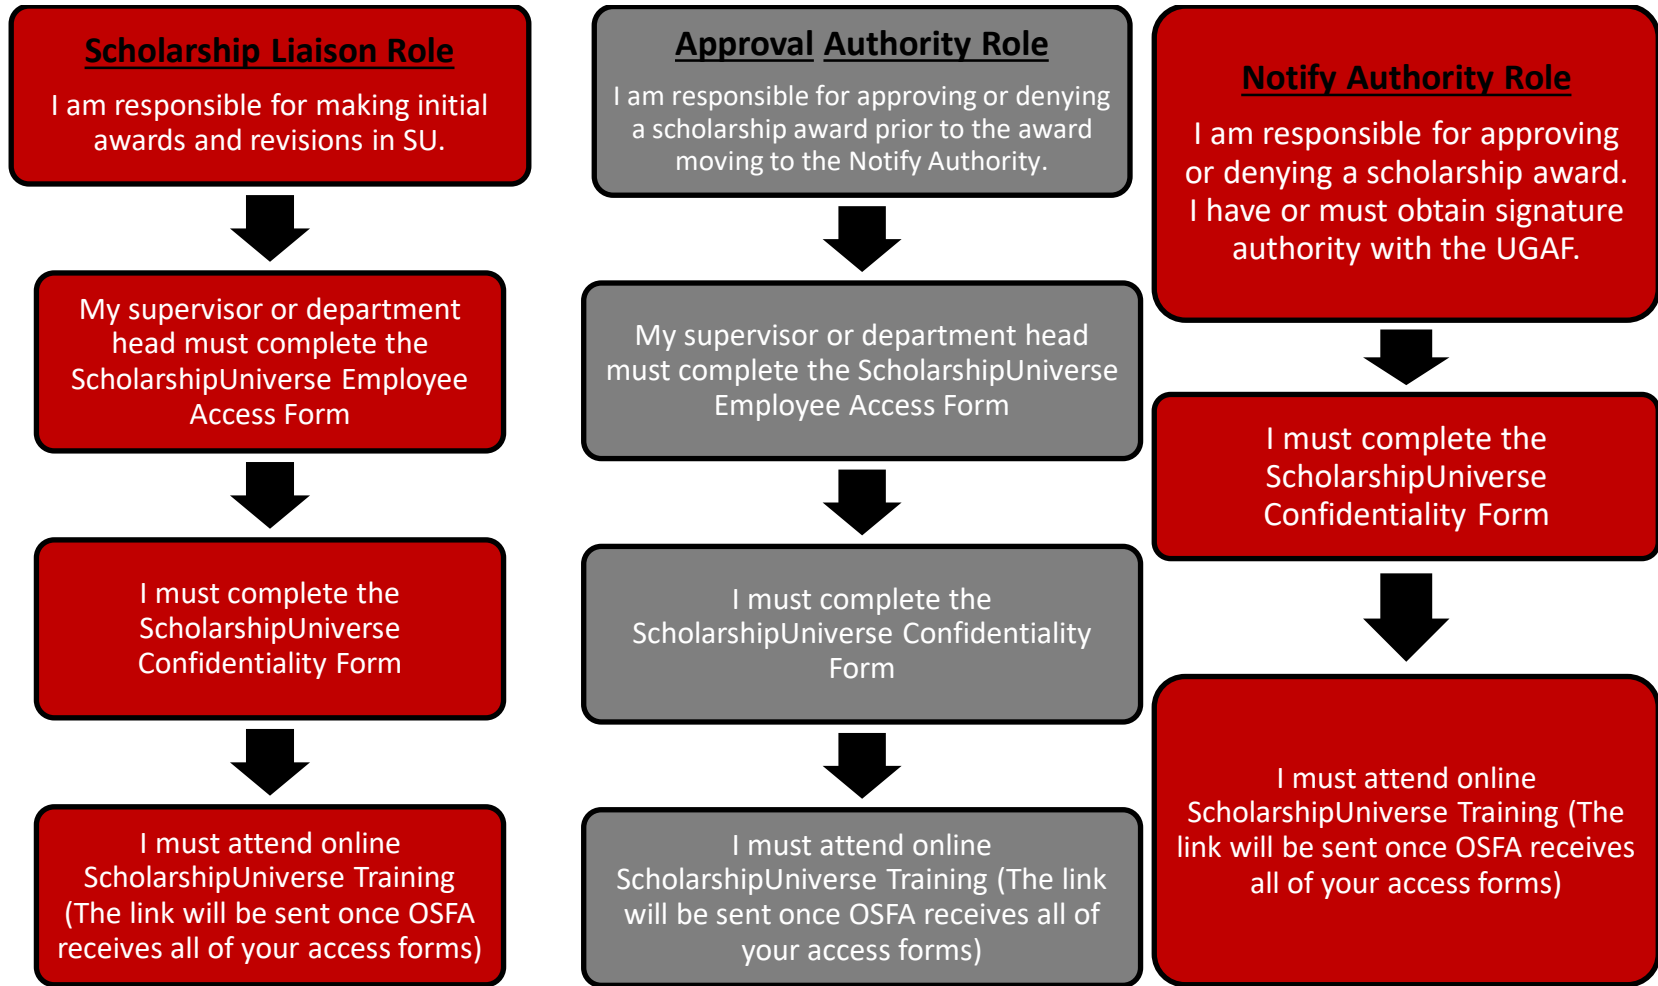 Scholarship Liaison Role
I am responsible for making initial
awards and revisions in SU.
My supervisor or department
head must complete the
ScholarshipUniverse Employee
Access Form
I must complete the
ScholarshipUniverse
Confidentiality Form
I must attend online
ScholarshipUniverse Training
(The link will be sent once OSFA
receives all of your access forms)
Approval Authority Role
I am responsible for approving or denying
a scholarship award prior to the award
moving to the Notify Authority.
My supervisor or department head
must complete the ScholarshipUniverse
Employee Access Form
I must complete the
ScholarshipUniverse Confidentiality
Form
I must attend online
ScholarshipUniverse Training (The link
will be sent once OSFA receives all of
your access forms)
Notify Authority Role
I am responsible for approving
or denying a scholarship award.
I have or must obtain signature
authority with the UGAF.
I must complete the
ScholarshipUniverse
Confidentiality Form
I must attend online
ScholarshipUniverse Training (The
link will be sent once OSFA receives
all of your access forms)